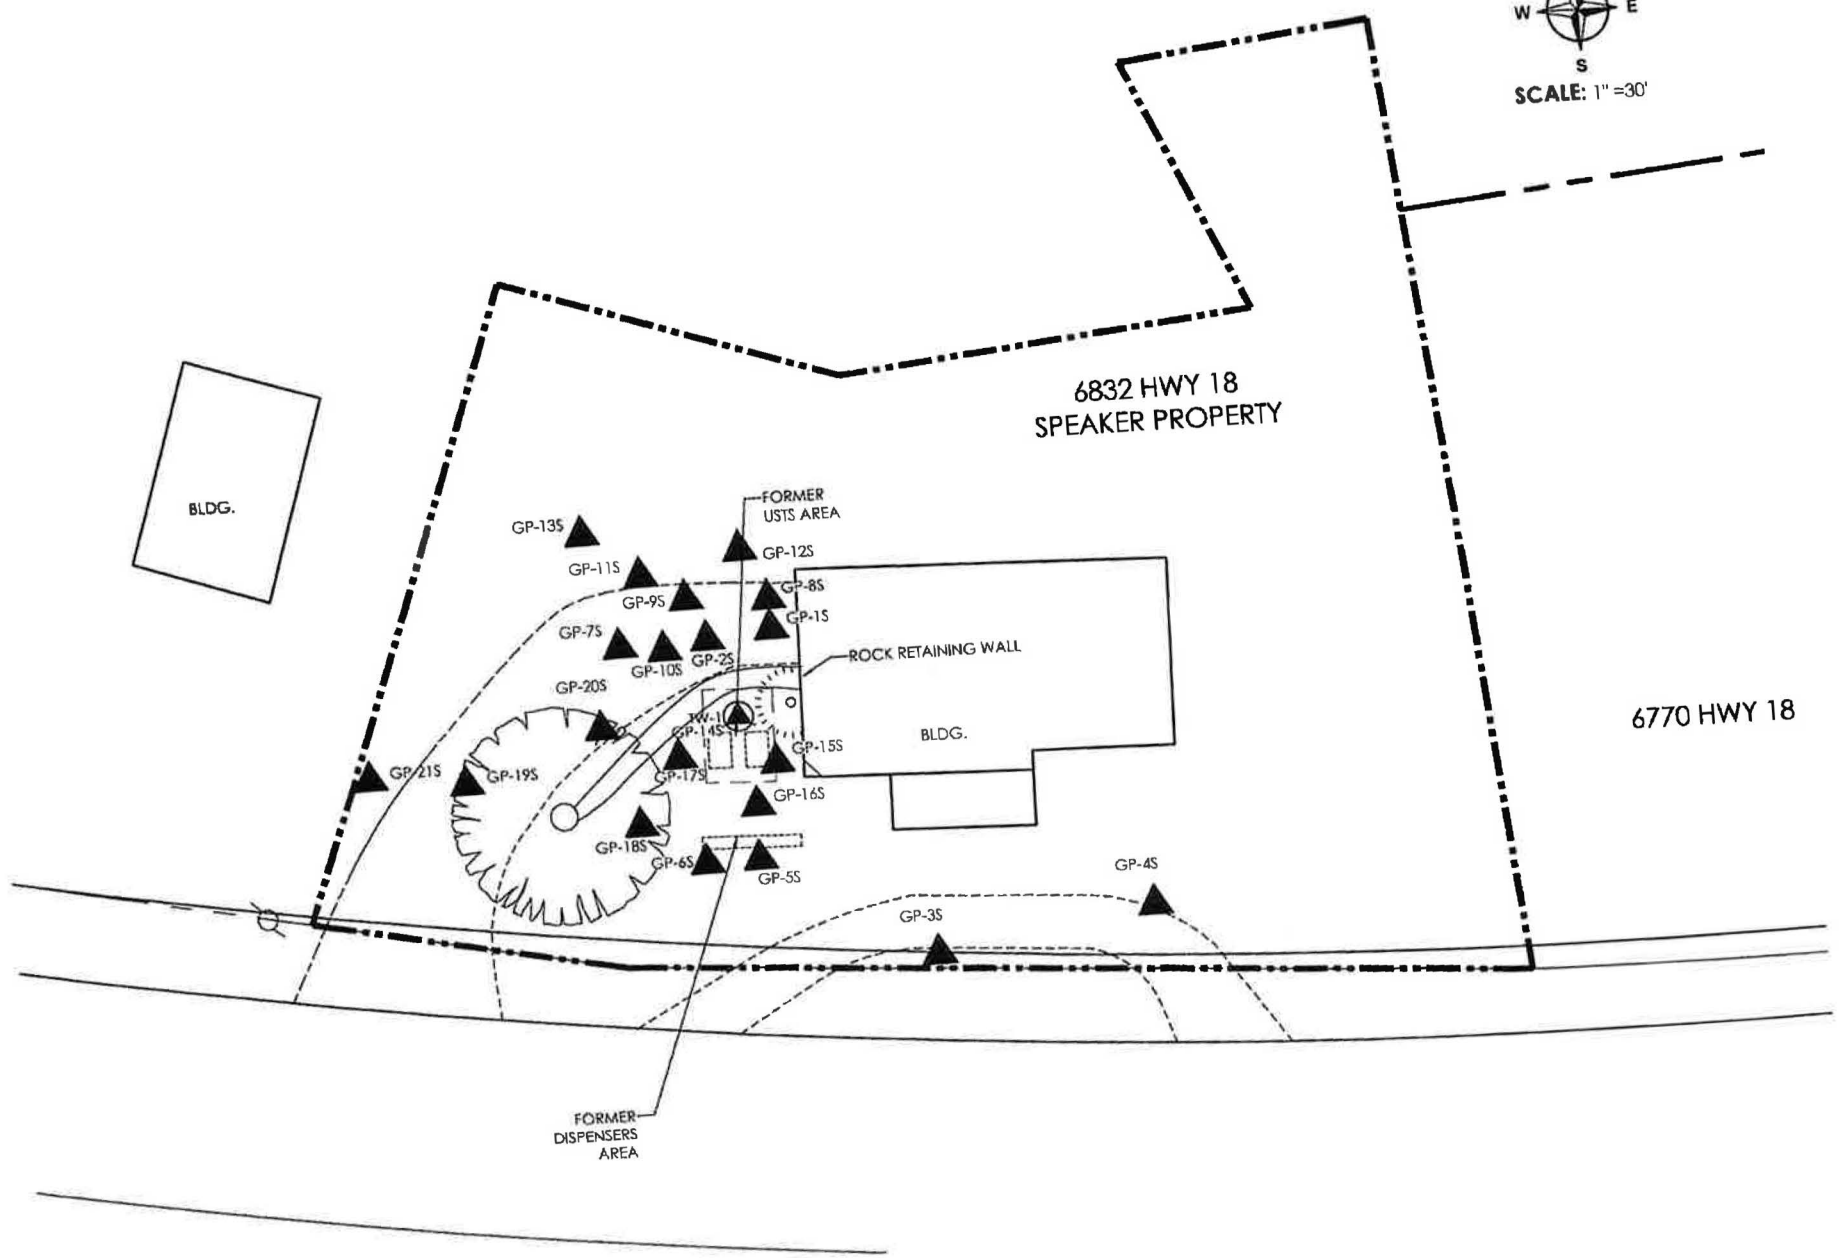 W E
S
SCALE: 1" =30'
6832 HWY 18
SPEAKER PROPERTY
BLDG.
FORMER
USTS AREA
GP-13S
GP-12S
GP-11S
GP-8S
GP-9S
GP-1S
GP-7S
GP-2S
GP-10S
ROCK RETAINING WALL
GP-20S
6770 HWY 18
TW-1
GP-14S
BLDG.
GP-15S
GP-21S
GP-19S
GP-17S
GP-16S
GP-18S
GP-6S
GP-5S
GP-4S
GP-3S
FORMER
DISPENSERS
AREA